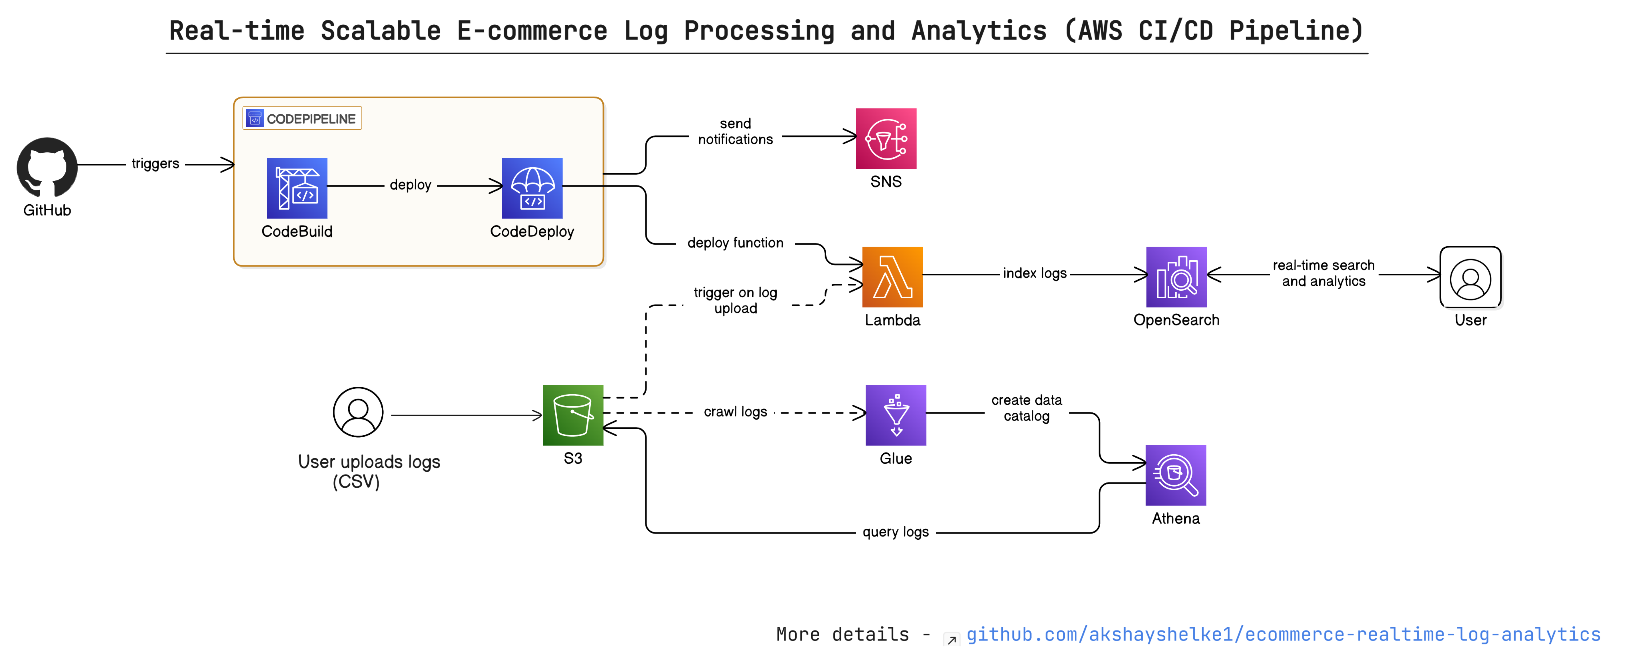 Real-time Scalable E-commerce Log Processing and Analytics (AWS CI/CD Pipeline)
CODEPIPELINE
GitHub
triggers
CodeBuild
deploy
CodeDeploy
send
notifications
SNS
deploy function
trigger on log
upload
Lambda
index logs
OpenSearch
real-time search
and analytics
User
User uploads logs
(CSV)
S3
crawl logs
Glue
create data
catalog
Athena
query logs
More details - github.com/akshayshelke1/ecommerce-realtime-log-analytics